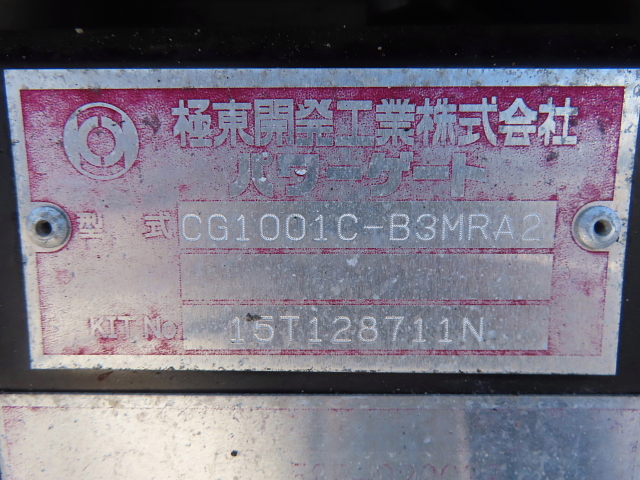 極東開発工業株式会社
パワーゲート
型 式 CG1001C-B3MRA2
KIT No. 15T128711N